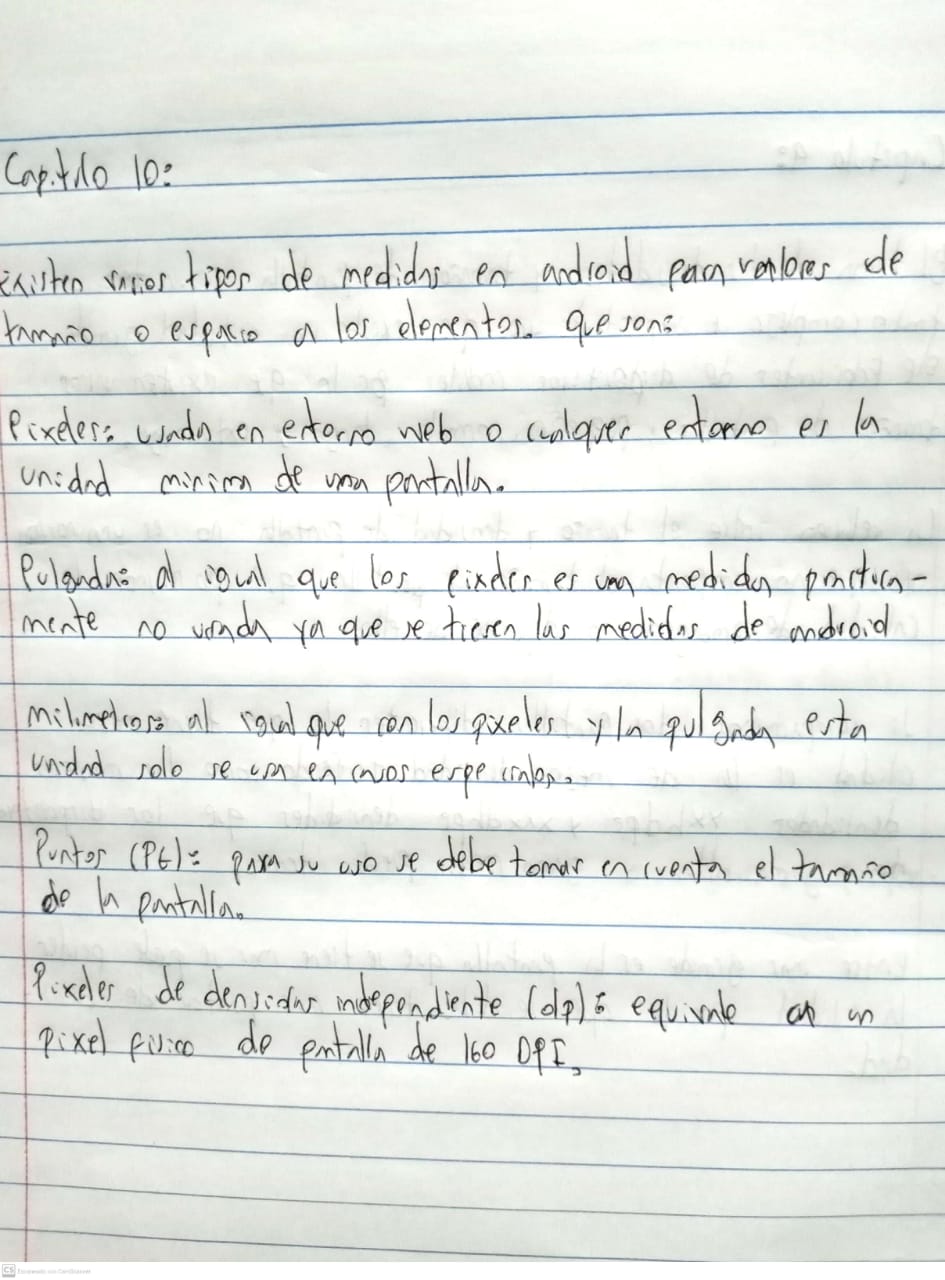 Capitulo 10:
existen varios tipos de medidas en android para valores de
tamaño o espacio a los elementos. que son:
Pixeles: usada en entorno web o cualquier entorno es la
unidad minima de una pantalla.
Pulgadas: al igual que los pixeles es una medida practica-
mente no usada ya que se tienen las medidas de android
milimetros: al igual que con los pixeles y la pulgada esta
unidad solo se usa en casos especiales.
Puntos (Pt): para su uso se debe tomar en cuenta el tamaño
de la pantalla.
Pixeles de densidas independiente (dp): equivale a un
pixel fisico de pantalla de 160 DPI.
CS Escaneado con CamScanner